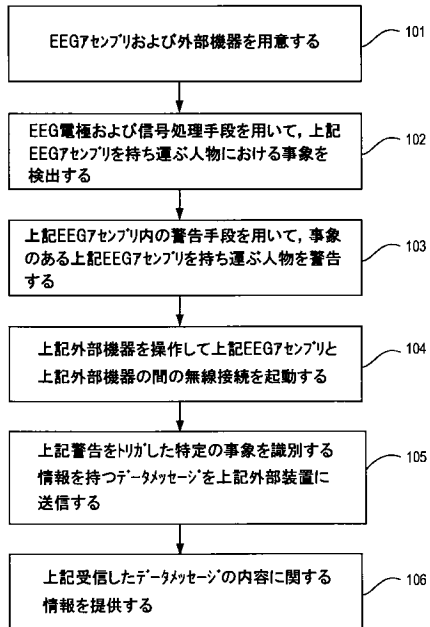 EEGアセンブリおよび外部機器を用意する
101
EEG電極および信号処理手段を用いて，上記
EEGアセンブリを持ち運ぶ人物における事象を
検出する
102
上記EEGアセンブリ内の警告手段を用いて，事象
のある上記EEGアセンブリを持ち運ぶ人物を警告
する
103
上記外部機器を操作して上記EEGアセンブリと
上記外部機器の間の無線接続を起動する
104
上記警告をトリガした特定の事象を識別する
情報を持つデータメッセージを上記外部装置に
送信する
105
上記受信したデータメッセージの内容に関する
情報を提供する
106